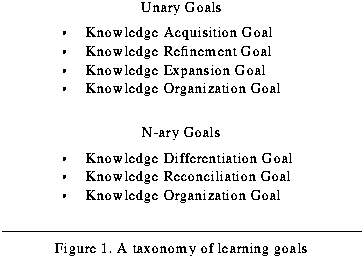 Unary Goals
• Knowledge Acquisition Goal
• Knowledge Refinement Goal
• Knowledge Expansion Goal
• Knowledge Organization Goal
N-ary Goals
• Knowledge Differentiation Goal
• Knowledge Reconciliation Goal
• Knowledge Organization Goal
Figure 1. A taxonomy of learning goals